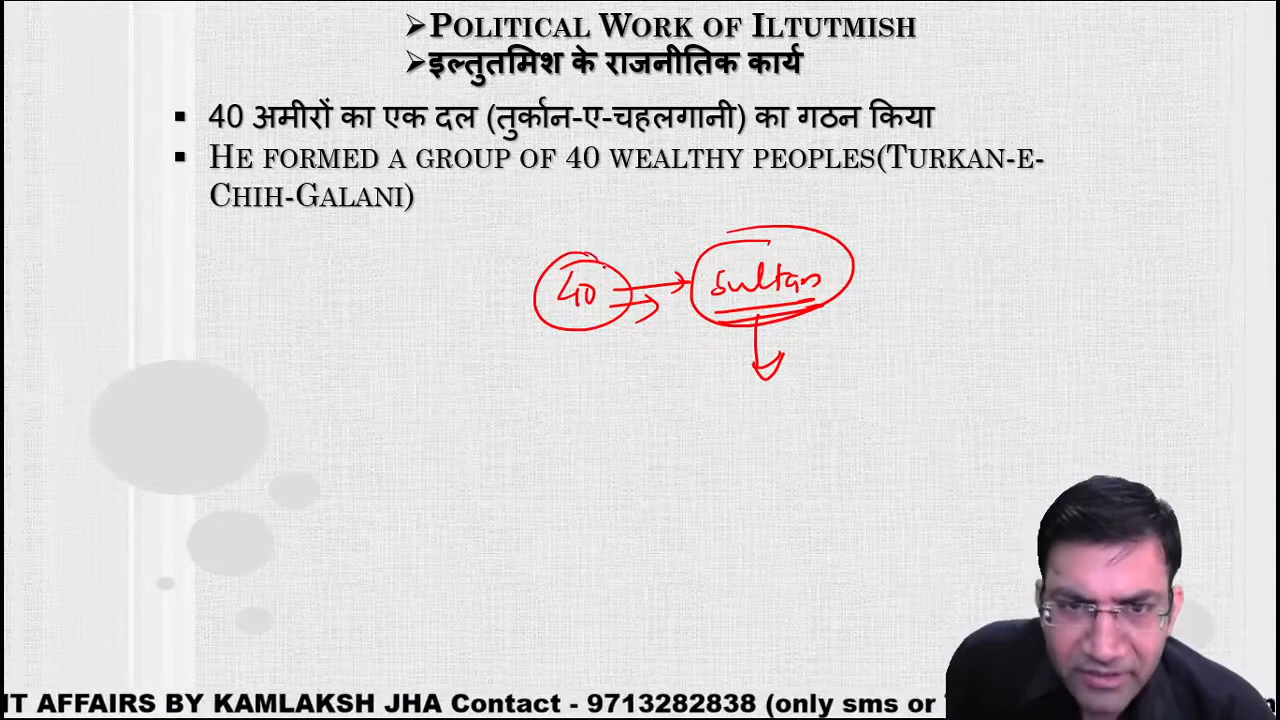 ➢POLITICAL WORK OF ILTUTMISH
➢इल्तुतमिश के राजनीतिक कार्य
▪ 40 अमीरों का एक दल (तुर्कान-ए-चहलगानी) का गठन किया
▪ HE FORMED A GROUP OF 40 WEALTHY PEOPLES(TURKAN-E-
CHIH-GALANI)
40 → sultan
AFFAIRS BY KAMLAKSH JHA Contact - 9713282838 (only sms or